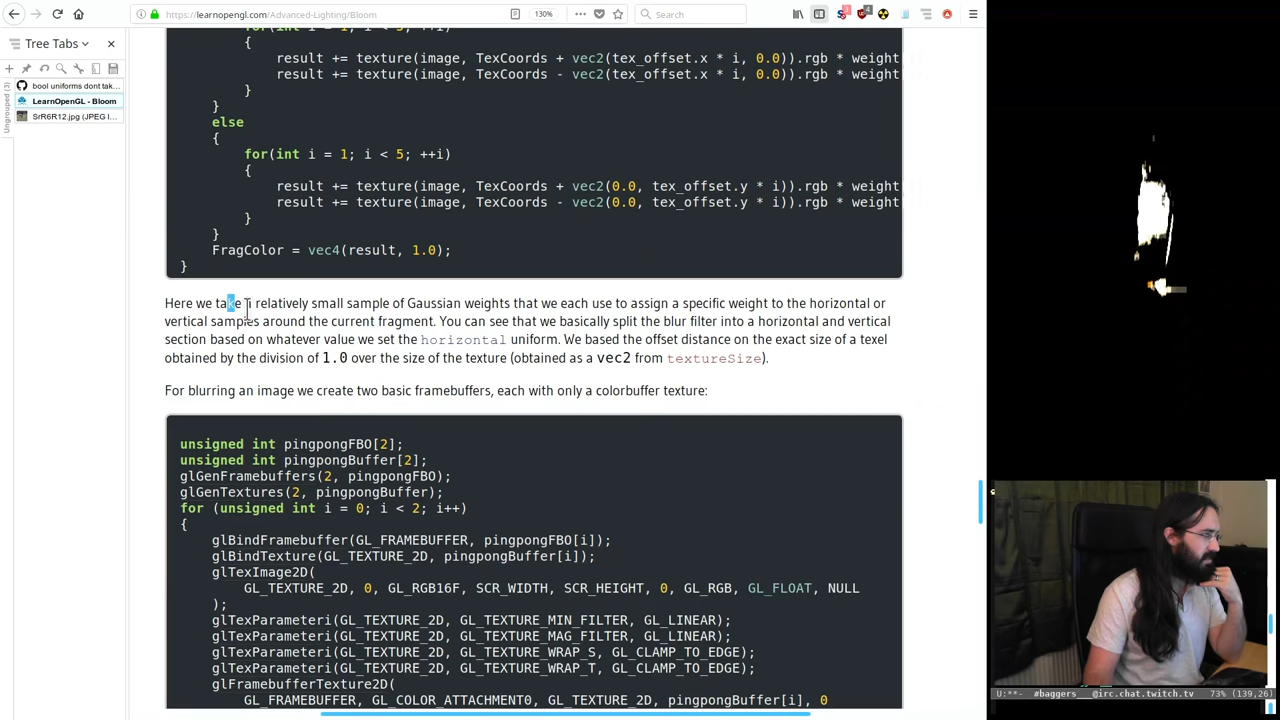 https://learnopengl.com/Advanced-Lighting/Bloom
130%
Search
Tree Tabs
Ungrouped (3)
bool uniforms dont tak...
LearnOpenGL - Bloom
SrR6R12.jpg (JPEG I...
for(int i = 1; i < 5; ++i)
{
result += texture(image, TexCoords + vec2(tex_offset.x * i, 0.0)).rgb * weight
result += texture(image, TexCoords - vec2(tex_offset.x * i, 0.0)).rgb * weight
}
}
else
{
for(int i = 1; i < 5; ++i)
{
result += texture(image, TexCoords + vec2(0.0, tex_offset.y * i)).rgb * weight
result += texture(image, TexCoords - vec2(0.0, tex_offset.y * i)).rgb * weight
}
}
FragColor = vec4(result, 1.0);
}
Here we take a relatively small sample of Gaussian weights that we each use to assign a specific weight to the horizontal or
vertical samples around the current fragment. You can see that we basically split the blur filter into a horizontal and vertical
section based on whatever value we set the horizontal uniform. We based the offset distance on the exact size of a texel
obtained by the division of 1.0 over the size of the texture (obtained as a vec2 from textureSize).
For blurring an image we create two basic framebuffers, each with only a colorbuffer texture:
unsigned int pingpongFBO[2];
unsigned int pingpongBuffer[2];
glGenFramebuffers(2, pingpongFBO);
glGenTextures(2, pingpongBuffer);
for (unsigned int i = 0; i < 2; i++)
{
glBindFramebuffer(GL_FRAMEBUFFER, pingpongFBO[i]);
glBindTexture(GL_TEXTURE_2D, pingpongBuffer[i]);
glTexImage2D(
GL_TEXTURE_2D, 0, GL_RGB16F, SCR_WIDTH, SCR_HEIGHT, 0, GL_RGB, GL_FLOAT, NULL
);
glTexParameteri(GL_TEXTURE_2D, GL_TEXTURE_MIN_FILTER, GL_LINEAR);
glTexParameteri(GL_TEXTURE_2D, GL_TEXTURE_MAG_FILTER, GL_LINEAR);
glTexParameteri(GL_TEXTURE_2D, GL_TEXTURE_WRAP_S, GL_CLAMP_TO_EDGE);
glTexParameteri(GL_TEXTURE_2D, GL_TEXTURE_WRAP_T, GL_CLAMP_TO_EDGE);
glFramebufferTexture2D(
GL_FRAMEBUFFER, GL_COLOR_ATTACHMENT0, GL_TEXTURE_2D, pingpongBuffer[i], 0
U:**- #baggers @irc.chat.twitch.tv 73% (139,26)